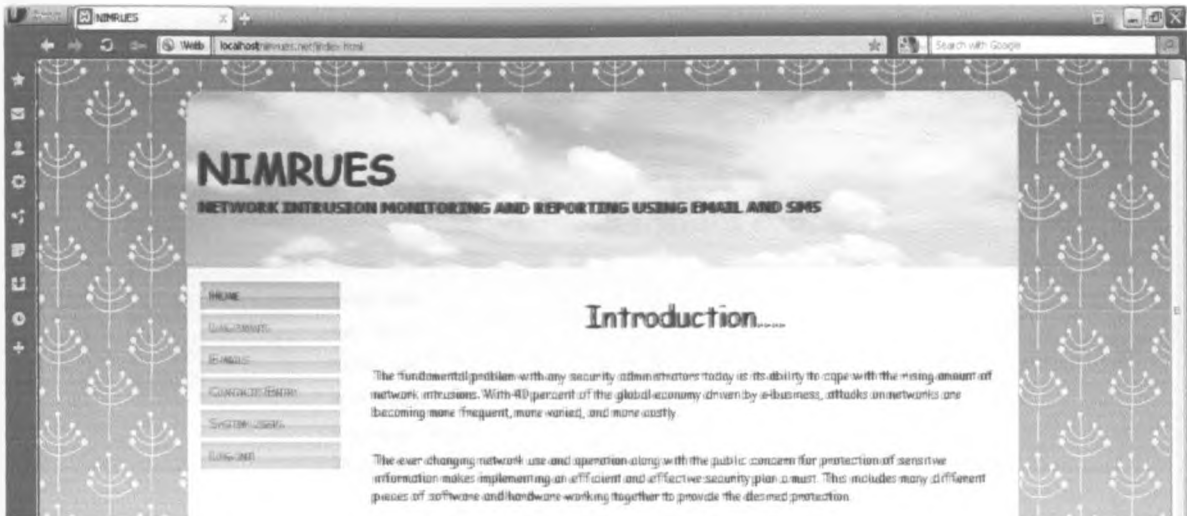 NIMRUES
Webb localhost/nimrues.net/index.html
Search with Google
NIMRUES
NETWORK INTRUSION MONITORING AND REPORTING USING EMAIL AND SMS
HOME
E-MAILS
SYSTEM USERS
Introduction.....
The fundamental problem with any security administrators today is its ability to cope with the rising amount of
network intrusions. With 40 percent of the global economy driven by e-business, attacks on networks are
becoming more frequent, more varied, and more costly.
The ever changing network use and operation along with the public concern for protection of sensitive
information makes implementing an efficient and effective security plan a must. This includes many different
pieces of software and hardware working together to provide the desired protection.